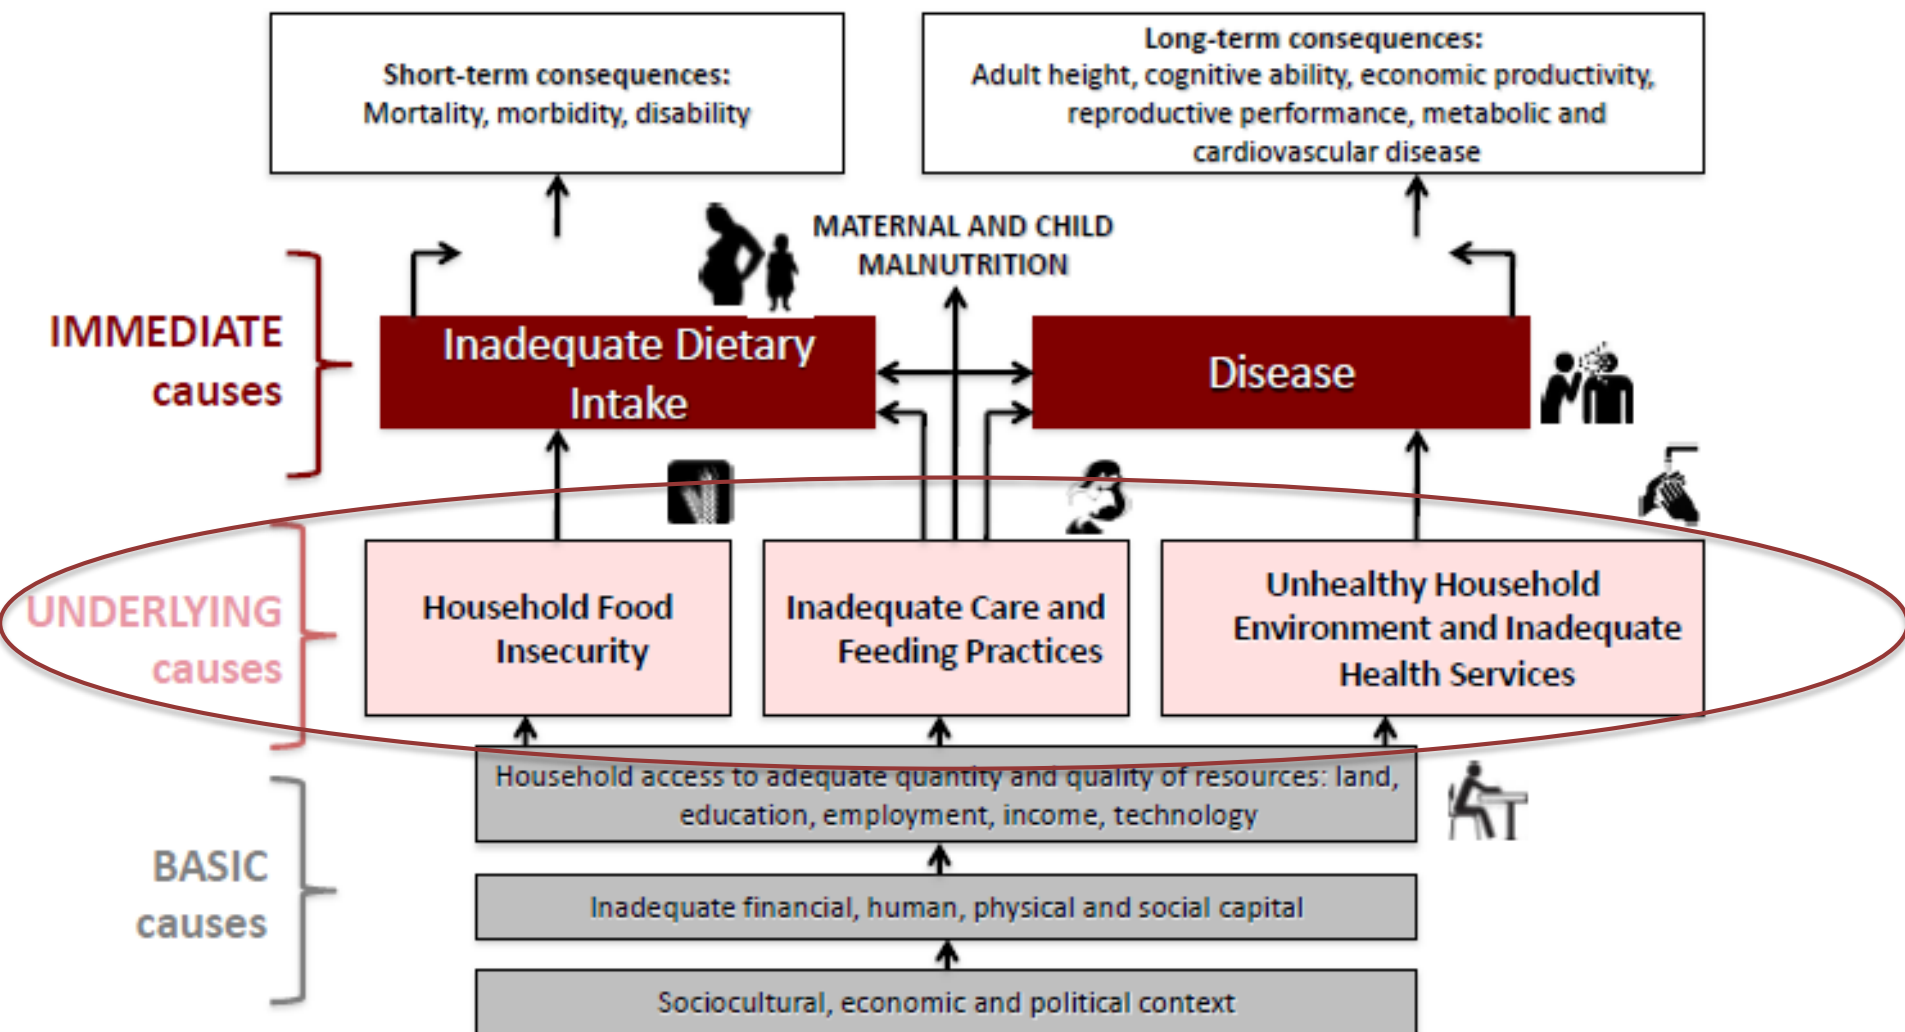 Short-term consequences:
Mortality, morbidity, disability
Long-term consequences:
Adult height, cognitive ability, economic productivity,
reproductive performance, metabolic and
cardiovascular disease
MATERNAL AND CHILD
MALNUTRITION
IMMEDIATE
causes
Inadequate Dietary
Intake
Disease
UNDERLYING
causes
Household Food
Insecurity
Inadequate Care and
Feeding Practices
Unhealthy Household
Environment and Inadequate
Health Services
BASIC
causes
Household access to adequate quantity and quality of resources: land,
education, employment, income, technology
Inadequate financial, human, physical and social capital
Sociocultural, economic and political context